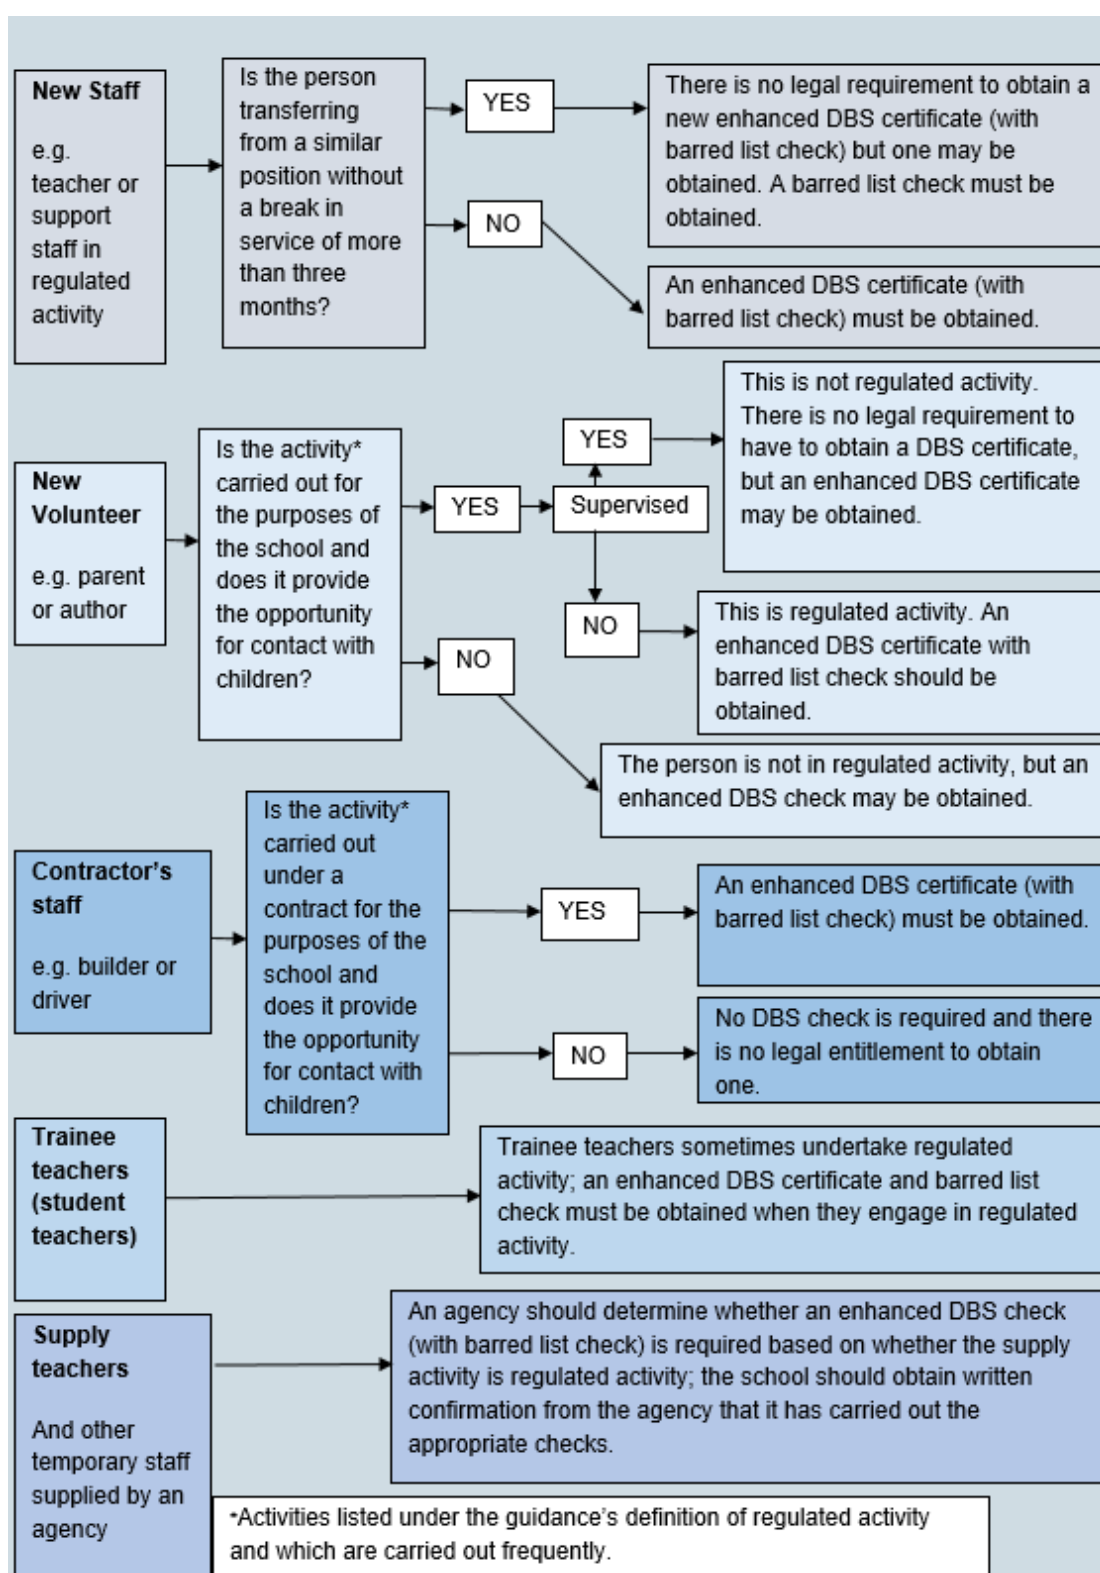 New Staff
e.g.
teacher or
support
staff in
regulated
activity
Is the person
transferring
from a similar
position without
a break in
service of more
than three
months?
YES
NO
There is no legal requirement to obtain a
new enhanced DBS certificate (with
barred list check) but one may be
obtained. A barred list check must be
obtained.
An enhanced DBS certificate (with
barred list check) must be obtained.
New
Volunteer
e.g. parent
or author
Is the activity*
carried out for
the purposes of
the school and
does it provide
the opportunity
for contact with
children?
YES
NO
Supervised
YES
NO
This is not regulated activity.
There is no legal requirement to
have to obtain a DBS certificate,
but an enhanced DBS certificate
may be obtained.
This is regulated activity. An
enhanced DBS certificate with
barred list check should be
obtained.
The person is not in regulated activity, but an
enhanced DBS check may be obtained.
Contractor’s
staff
e.g. builder or
driver
Is the activity*
carried out
under a
contract for the
purposes of the
school and
does it provide
the opportunity
for contact with
children?
YES
NO
An enhanced DBS certificate (with
barred list check) must be obtained.
No DBS check is required and there
is no legal entitlement to obtain
one.
Trainee
teachers
(student
teachers)
Trainee teachers sometimes undertake regulated
activity; an enhanced DBS certificate and barred list
check must be obtained when they engage in regulated
activity.
Supply
teachers
And other
temporary staff
supplied by an
agency
An agency should determine whether an enhanced DBS check
(with barred list check) is required based on whether the supply
activity is regulated activity; the school should obtain written
confirmation from the agency that it has carried out the
appropriate checks.
*Activities listed under the guidance’s definition of regulated activity
and which are carried out frequently.